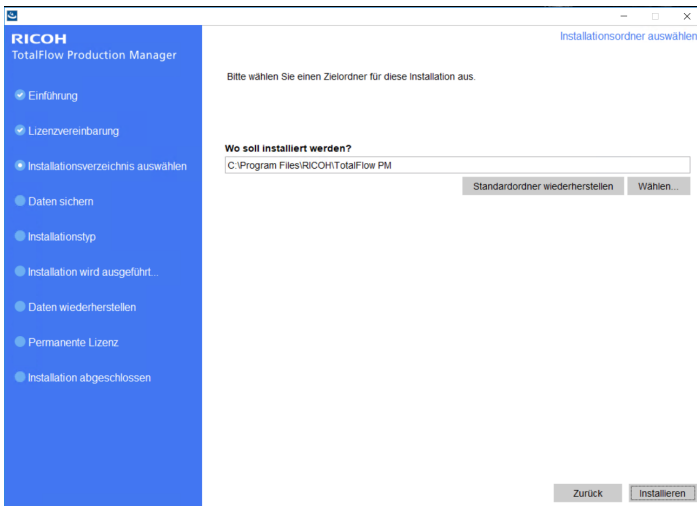 RICOH
TotalFlow Production Manager
Installationsordner auswählen
Einführung
Lizenzvereinbarung
Installationsverzeichnis auswählen
Daten sichern
Installationstyp
Installation wird ausgeführt...
Daten wiederherstellen
Permanente Lizenz
Installation abgeschlossen
Bitte wählen Sie einen Zielordner für diese Installation aus.
Wo soll installiert werden?
C:\Program Files\RICOH\TotalFlow PM
Standardordner wiederherstellen Wählen...
Zurück Installieren